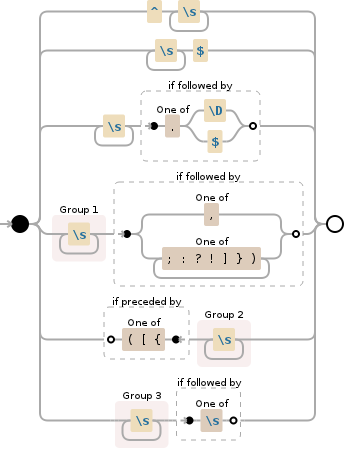 ^ \s
\s $
if followed by
One of
\s . \D
$
if followed by
One of
Group 1
,
\s
One of
; : ? ! ] } )
if preceded by
One of
Group 2
( [ { \s
if followed by
Group 3
One of
\s \s